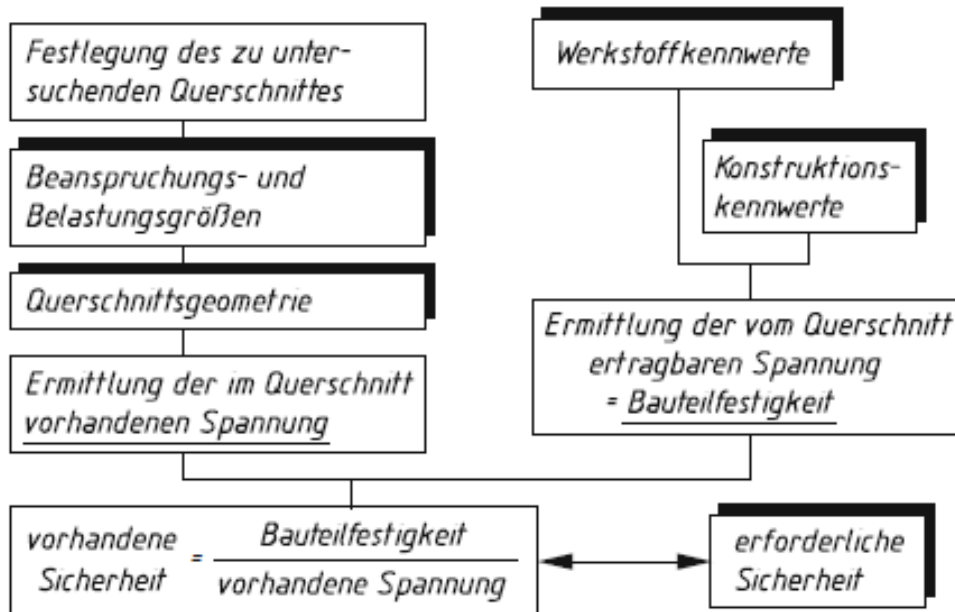 Festlegung des zu unter-
suchenden Querschnittes
Beanspruchungs- und
Belastungsgrößen
Querschnittsgeometrie
Ermittlung der im Querschnitt
vorhandenen Spannung
Werkstoffkennwerte
Konstruktions-
kennwerte
Ermittlung der vom Querschnitt
ertragbaren Spannung
= Bauteilfestigkeit
vorhandene
Sicherheit
=
Bauteilfestigkeit
vorhandene Spannung
erforderliche
Sicherheit